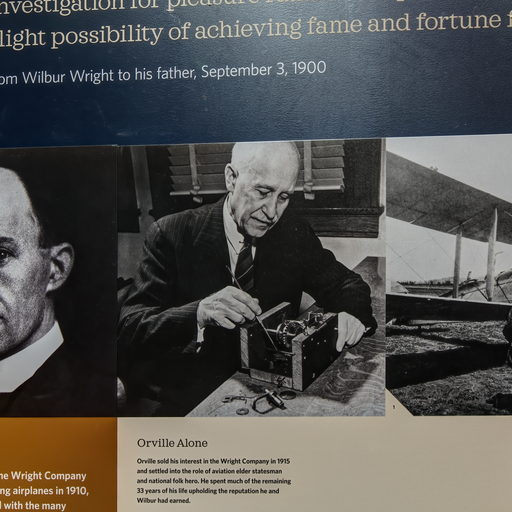 investigation for pleasure
light possibility of achieving fame and fortune
om Wilbur Wright to his father, September 3, 1900
1
Orville Alone
Orville sold his interest in the Wright Company in 1915
and settled into the role of aviation elder statesman
and national folk hero. He spent much of the remaining
33 years of his life upholding the reputation he and
Wilbur had earned.
he Wright Company
ng airplanes in 1910,
d with the many